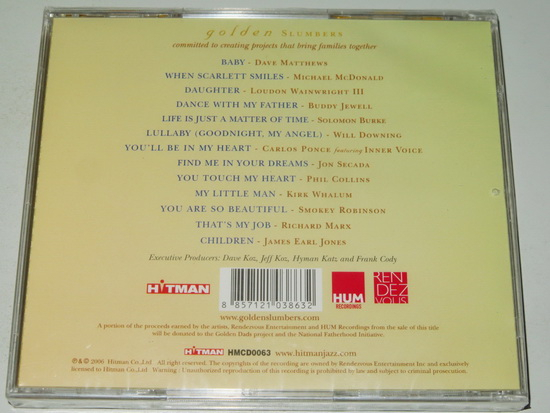 golden SLUMBERS
committed to creating projects that bring families together
BABY - DAVE MATTHEWS
WHEN SCARLETT SMILES - MICHAEL MCDONALD
DAUGHTER - LOUDON WAINWRIGHT III
DANCE WITH MY FATHER - BUDDY JEWELL
LIFE IS JUST A MATTER OF TIME - SOLOMON BURKE
LULLABY (GOODNIGHT, MY ANGEL) - WILL DOWNING
YOU'LL BE IN MY HEART - CARLOS PONCE featuring INNER VOICE
FIND ME IN YOUR DREAMS - JON SECADA
YOU TOUCH MY HEART - PHIL COLLINS
MY LITTLE MAN - KIRK WHALUM
YOU ARE SO BEAUTIFUL - SMOKEY ROBINSON
THAT'S MY JOB - RICHARD MARX
CHILDREN - JAMES EARL JONES
Executive Producers: Dave Koz, Jeff Koz, Hyman Katz and Frank Cody
HITMAN
8 857121 038632
HUM
RECORDINGS
REN
DEZ
VOUS
www.goldenslumbers.com
A portion of the proceeds earned by the artists, Rendezvous Entertainment and HUM Recordings from the sale of this title
will be donated to the Golden Dads project and the National Fatherhood Initiative.
HITMAN HMCD0063 www.hitmanjazz.com
℗&© 2006 Hitman Co.,Ltd All right reserved. The copyrights of the recording are owned by Rendezvous Entertainment Inc and exclusively
licensed to Hitman Co.,Ltd Warning : Unauthorized reproduction of this recording is prohibited by law and subject to criminal prosecution.